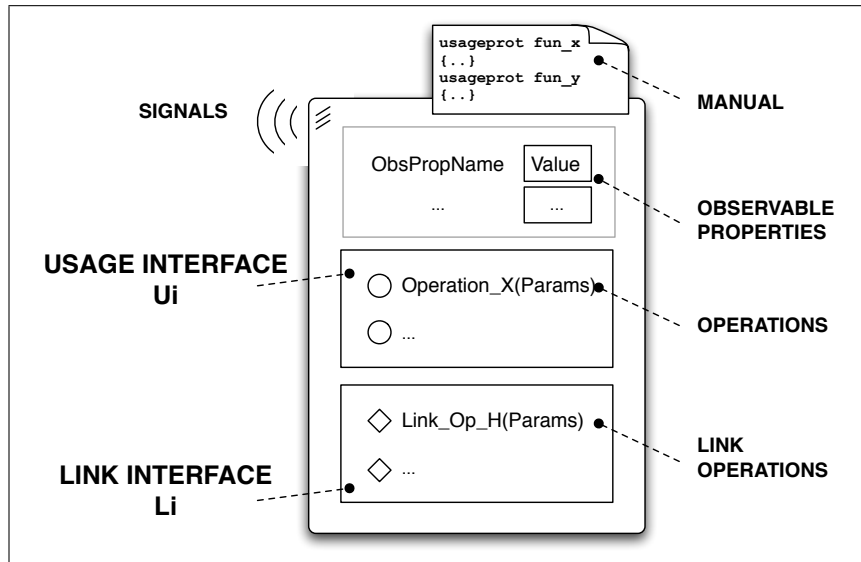 usageprot fun_x
{..}
usageprot fun_y
{..}
SIGNALS
MANUAL
ObsPropName Value
... ...
OBSERVABLE
PROPERTIES
USAGE INTERFACE
Ui
Operation_X(Params)
...
OPERATIONS
Link_Op_H(Params)
...
LINK
OPERATIONS
LINK INTERFACE
Li